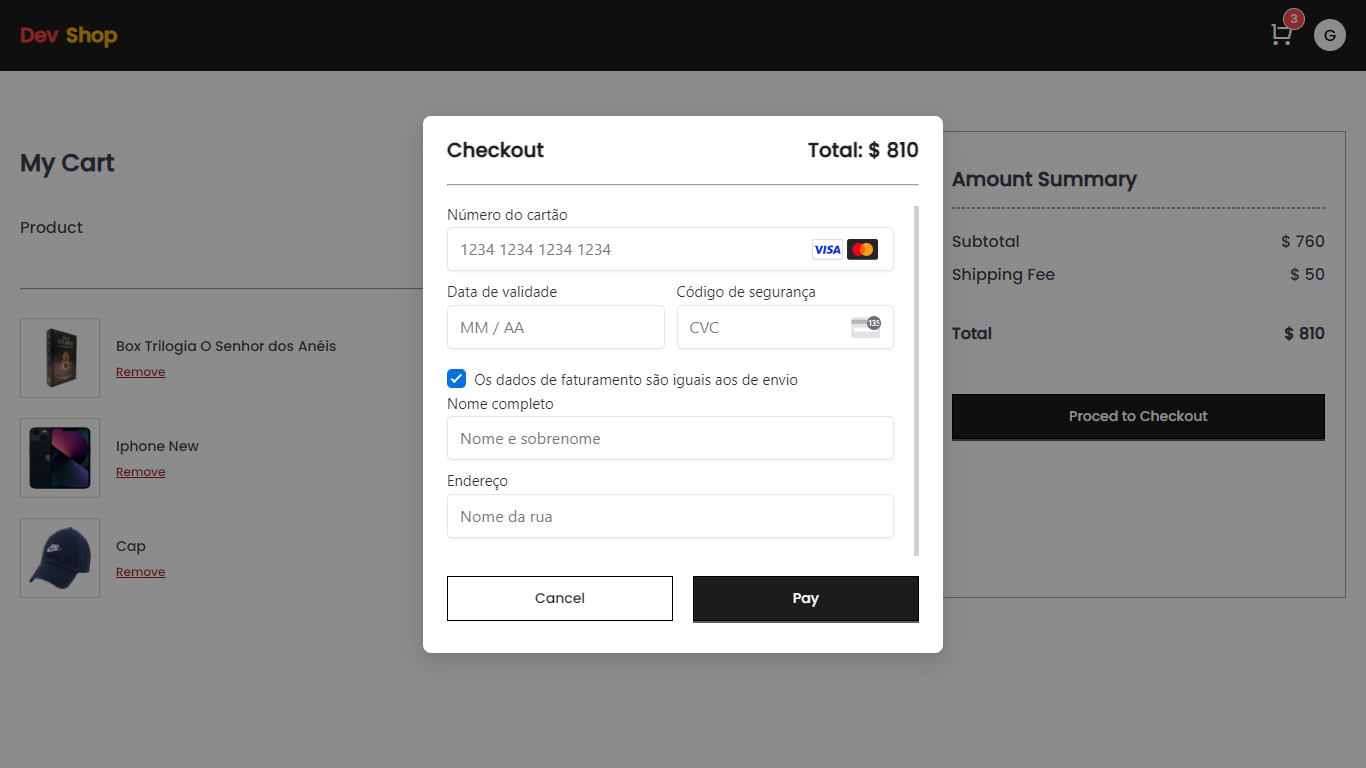 Dev Shop
3
G
My Cart
Product
Box Trilogia O Senhor dos Anéis
Remove
Iphone New
Remove
Cap
Remove
Checkout
Total: $ 810
Número do cartão
1234 1234 1234 1234
VISA
Data de validade
Código de segurança
MM / AA
CVC
135
Os dados de faturamento são iguais aos de envio
Nome completo
Nome e sobrenome
Endereço
Nome da rua
Cancel
Pay
Amount Summary
Subtotal $ 760
Shipping Fee $ 50
Total $ 810
Proced to Checkout